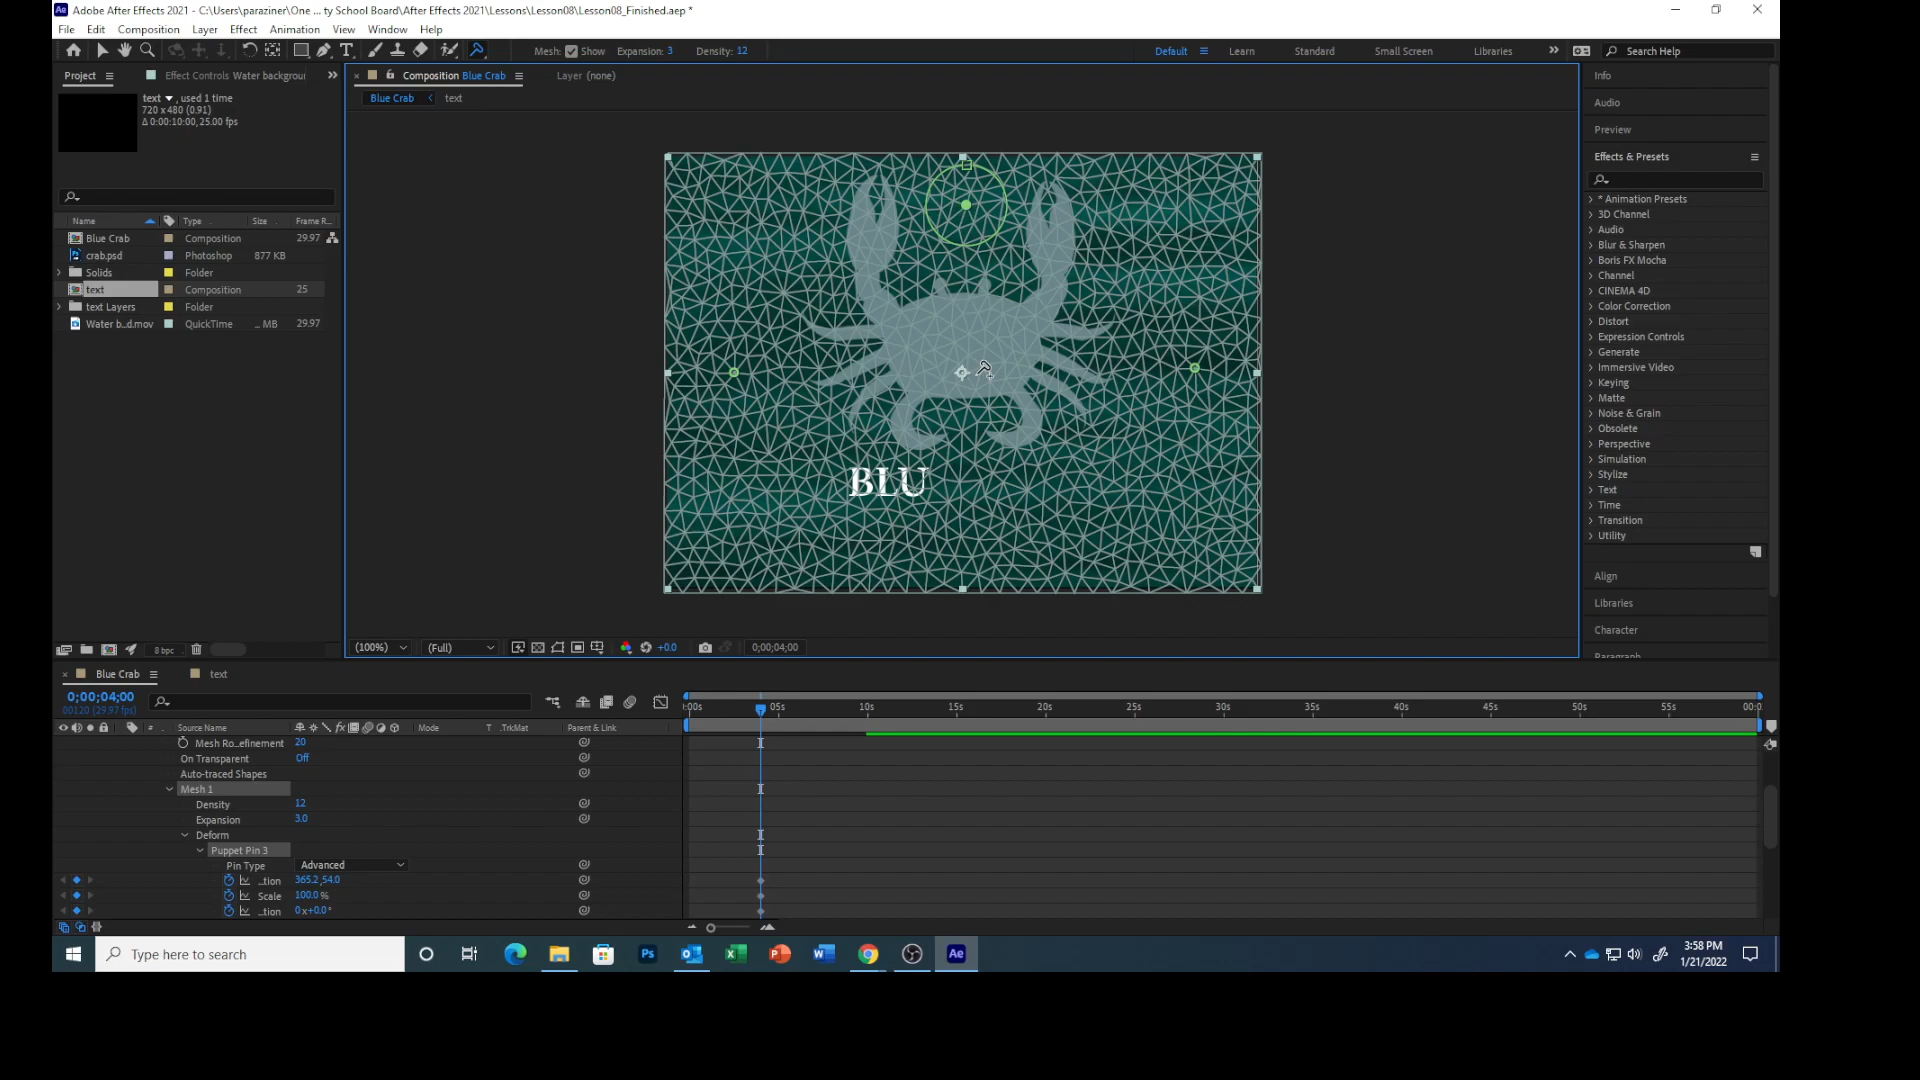 Adobe After Effects 2021 - C:\Users\paraziner\One ... ty School Board\After Effects 2021\Lessons\Lesson08\Lesson08_Finished.aep *
File Edit Composition Layer Effect Animation View Window Help
Mesh: Show Expansion: 3 Density: 12 Default Learn Standard Small Screen Libraries Search Help
Project Effect Controls Water backgrou
Composition Blue Crab Layer (none)
Blue Crab text
text , used 1 time
720 x 480 (0.91)
Δ 0:00:10:00, 25.00 fps
Name Type Size Frame R...
Blue Crab Composition 29.97
crab.psd Photoshop 877 KB
Solids Folder
text Composition 25
text Layers Folder
Water b...d.mov QuickTime ... MB 29.97
8 bpc
BLU
(100%) (Full) +0.0 0;00;04;00
Info
Audio
Preview
Effects & Presets
* Animation Presets
3D Channel
Audio
Blur & Sharpen
Boris FX Mocha
Channel
CINEMA 4D
Color Correction
Distort
Expression Controls
Generate
Immersive Video
Keying
Matte
Noise & Grain
Obsolete
Perspective
Simulation
Stylize
Text
Time
Transition
Utility
Align
Libraries
Character
Paragraph
Blue Crab text
0;00;04;00
00120 (29.97 fps)
:00s 05s 10s 15s 20s 25s 30s 35s 40s 45s 50s 55s 00:0
# Source Name Mode T .TrkMat Parent & Link
Mesh Ro...efinement 20
On Transparent Off
Auto-traced Shapes
Mesh 1
Density 12
Expansion 3.0
Deform
Puppet Pin 3
Pin Type Advanced
...tion 365.2,54.0
Scale 100.0 %
...tion 0 x+0.0 °
Type here to search
3:58 PM
1/21/2022